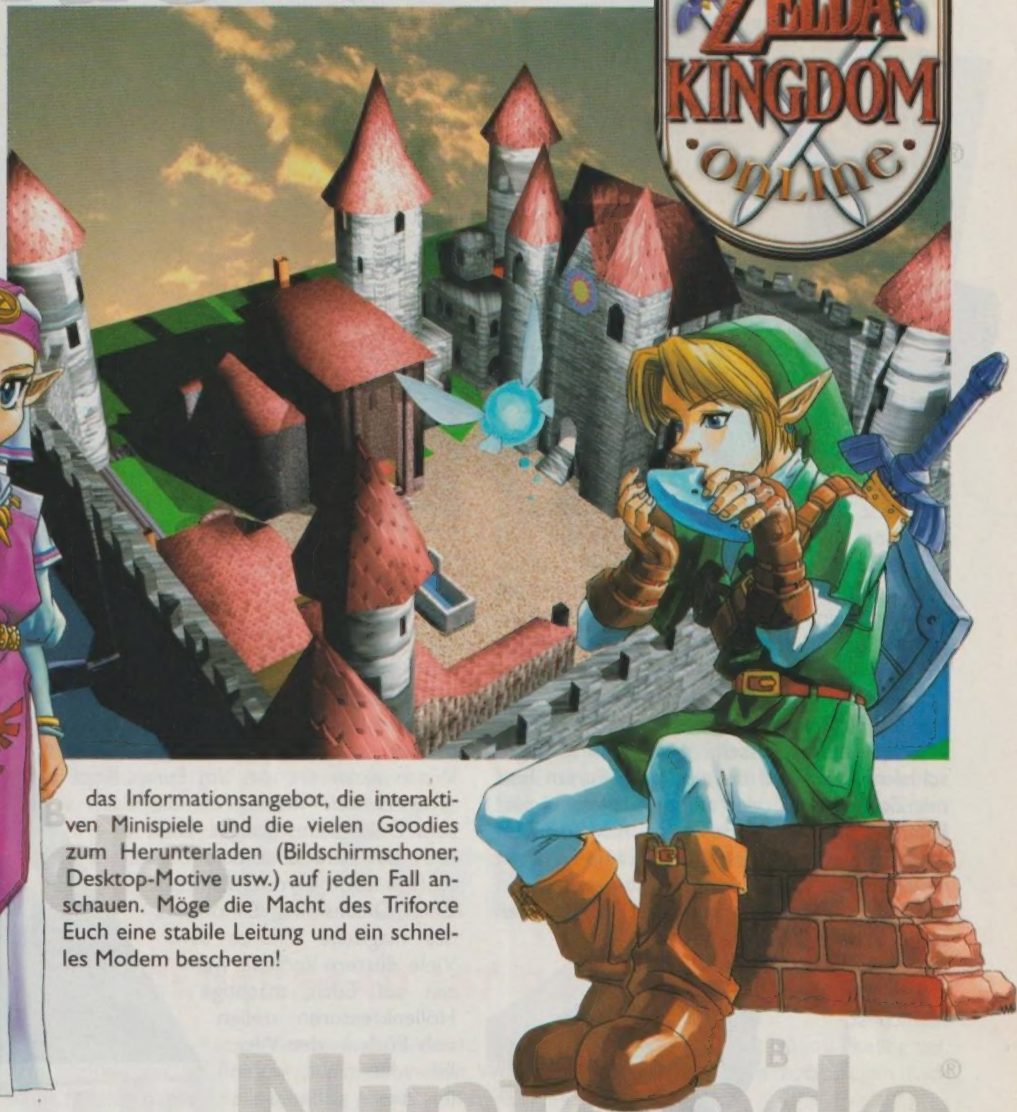 ZELDA
KINGDOM
ONLINE
das Informationsangebot, die interakti-
ven Minispiele und die vielen Goodies
zum Herunterladen (Bildschirmschoner,
Desktop-Motive usw.) auf jeden Fall an-
schauen. Möge die Macht des Triforce
Euch eine stabile Leitung und ein schnel-
les Modem bescheren!
B
B
Nintendo
®